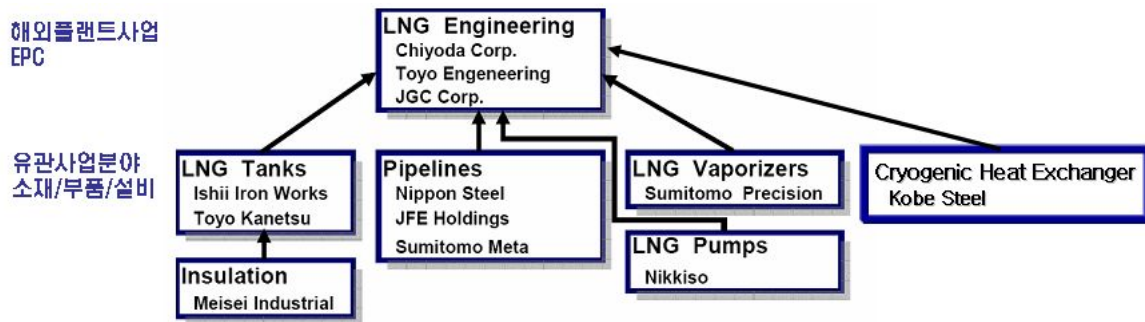 해외플랜트사업
EPC
LNG Engineering
Chiyoda Corp.
Toyo Engeneering
JGC Corp.
유관사업분야
소재/부품/설비
LNG Tanks
Ishii Iron Works
Toyo Kanetsu
Pipelines
Nippon Steel
JFE Holdings
Sumitomo Meta
LNG Vaporizers
Sumitomo Precision
Cryogenic Heat Exchanger
Kobe Steel
LNG Pumps
Nikkiso
Insulation
Meisei Industrial